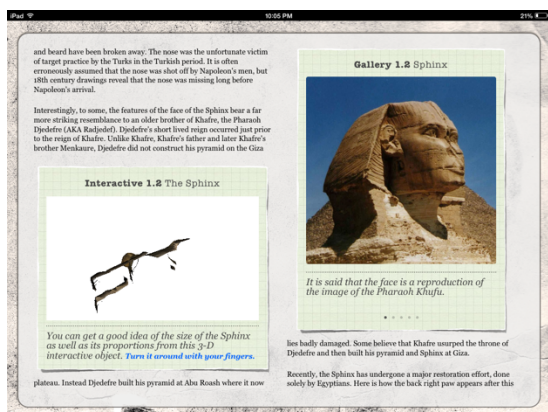 iPad
10:05 PM
21%
and beard have been broken away. The nose was the unfortunate victim
of target practice by the Turks in the Turkish period. It is often
erroneously assumed that the nose was shot off by Napoleon's men, but
18th century drawings reveal that the nose was missing long before
Napoleon's arrival.
Interestingly, to some, the features of the face of the Sphinx bear a far
more striking resemblance to an older brother of Khafre, the Pharaoh
Djedefre (AKA Radjedef). Djedefre's short lived reign occurred just prior
to the reign of Khafre. Unlike Khafre, Khafre's father and later Khafre's
brother Menkaure, Djedefre did not construct his pyramid on the Giza
Interactive 1.2 The Sphinx
You can get a good idea of the size of the Sphinx
as well as its proportions from this 3-D
interactive object. Turn it around with your fingers.
plateau. Instead Djedefre built his pyramid at Abu Roash where it now
Gallery 1.2 Sphinx
It is said that the face is a reproduction of
the image of the Pharaoh Khufu.
lies badly damaged. Some believe that Khafre usurped the throne of
Djedefre and then built his pyramid and Sphinx at Giza.
Recently, the Sphinx has undergone a major restoration effort, done
solely by Egyptians. Here is how the back right paw appears after this